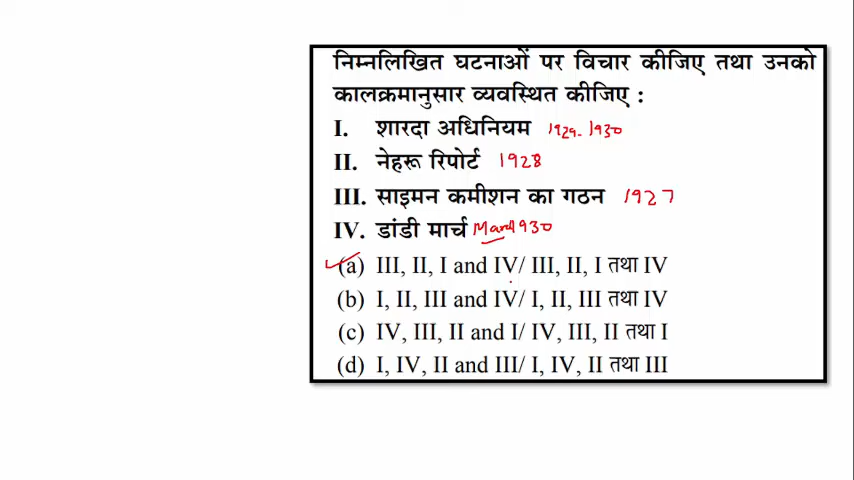 निम्नलिखित घटनाओं पर विचार कीजिए तथा उनको
कालक्रमानुसार व्यवस्थित कीजिए :
I. शारदा अधिनियम 1929-1930
II. नेहरू रिपोर्ट 1928
III. साइमन कमीशन का गठन 1927
IV. डांडी मार्च March 1930
(a) III, II, I and IV/ III, II, I तथा IV
(b) I, II, III and IV/ I, II, III तथा IV
(c) IV, III, II and I/ IV, III, II तथा I
(d) I, IV, II and III/ I, IV, II तथा III